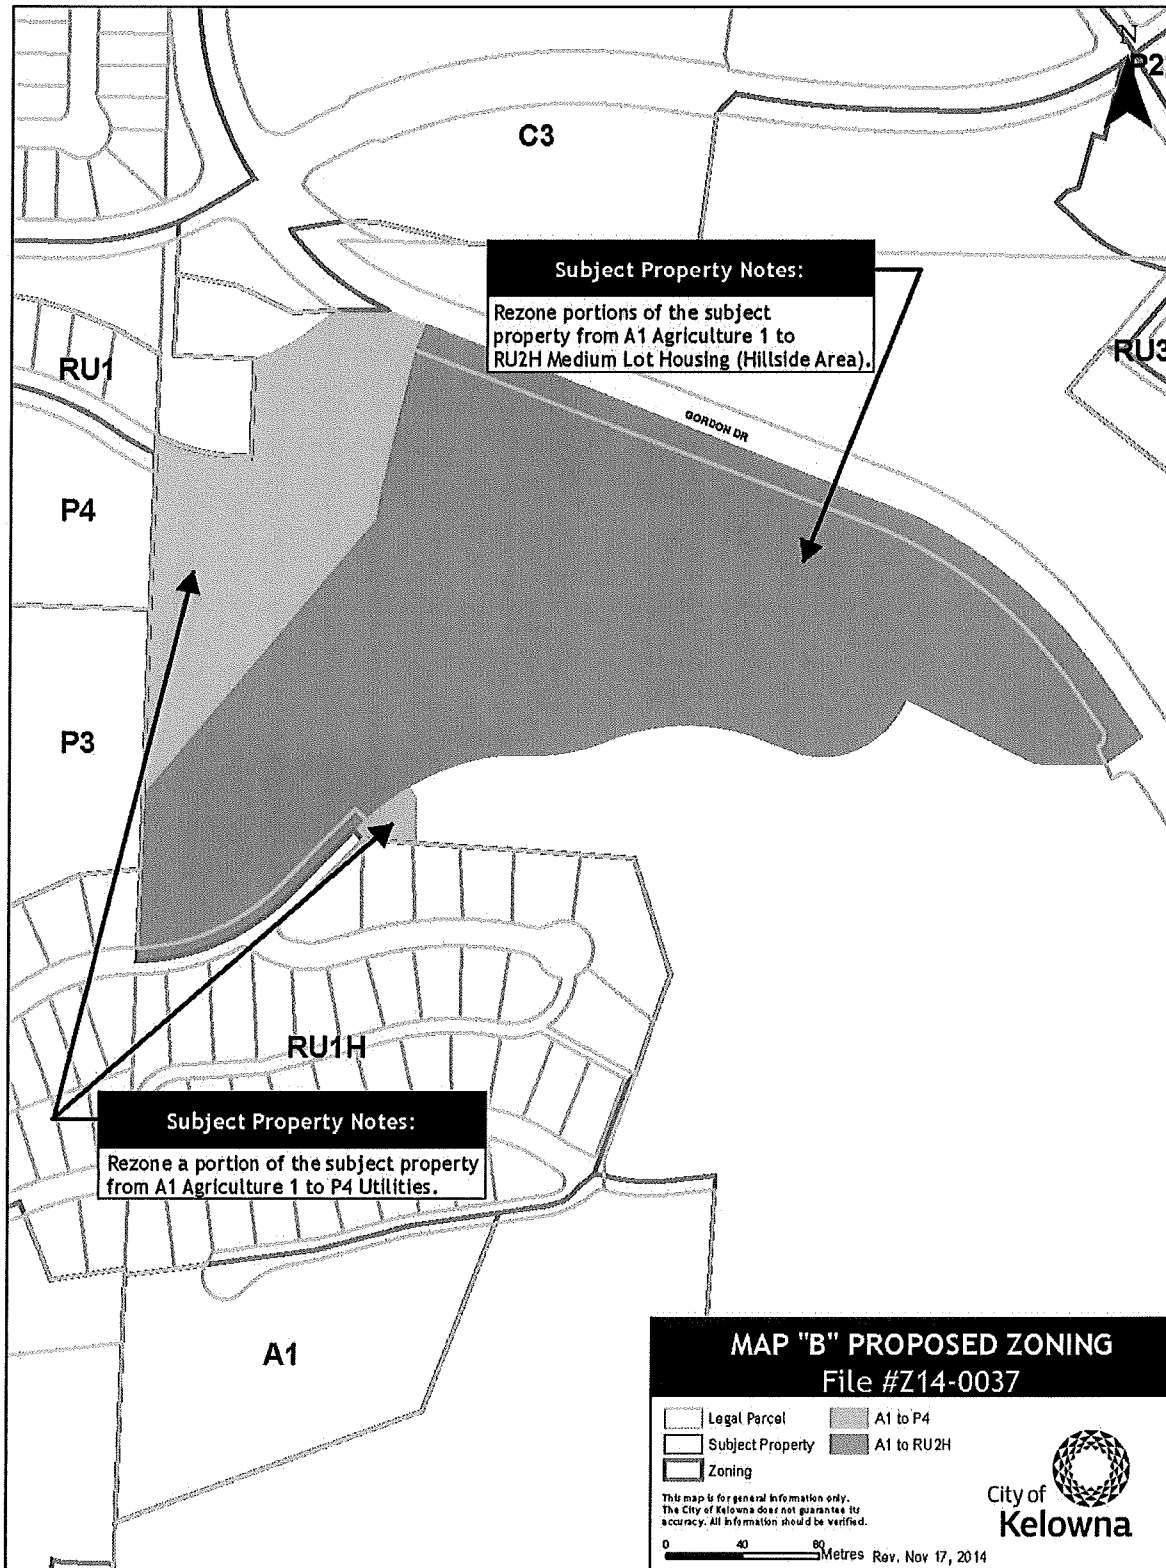 N
P2
C3
Subject Property Notes:
Rezone portions of the subject
property from A1 Agriculture 1 to
RU2H Medium Lot Housing (Hillside Area).
RU1
RU3
GORDON DR
P4
P3
RU1H
Subject Property Notes:
Rezone a portion of the subject property
from A1 Agriculture 1 to P4 Utilities.
A1
MAP "B" PROPOSED ZONING
File #Z14-0037
Legal Parcel
A1 to P4
Subject Property
A1 to RU2H
Zoning
This map is for general information only.
The City of Kelowna does not guarantee its
accuracy. All information should be verified.
City of
Kelowna
0 40 80 Metres
Rev. Nov 17, 2014